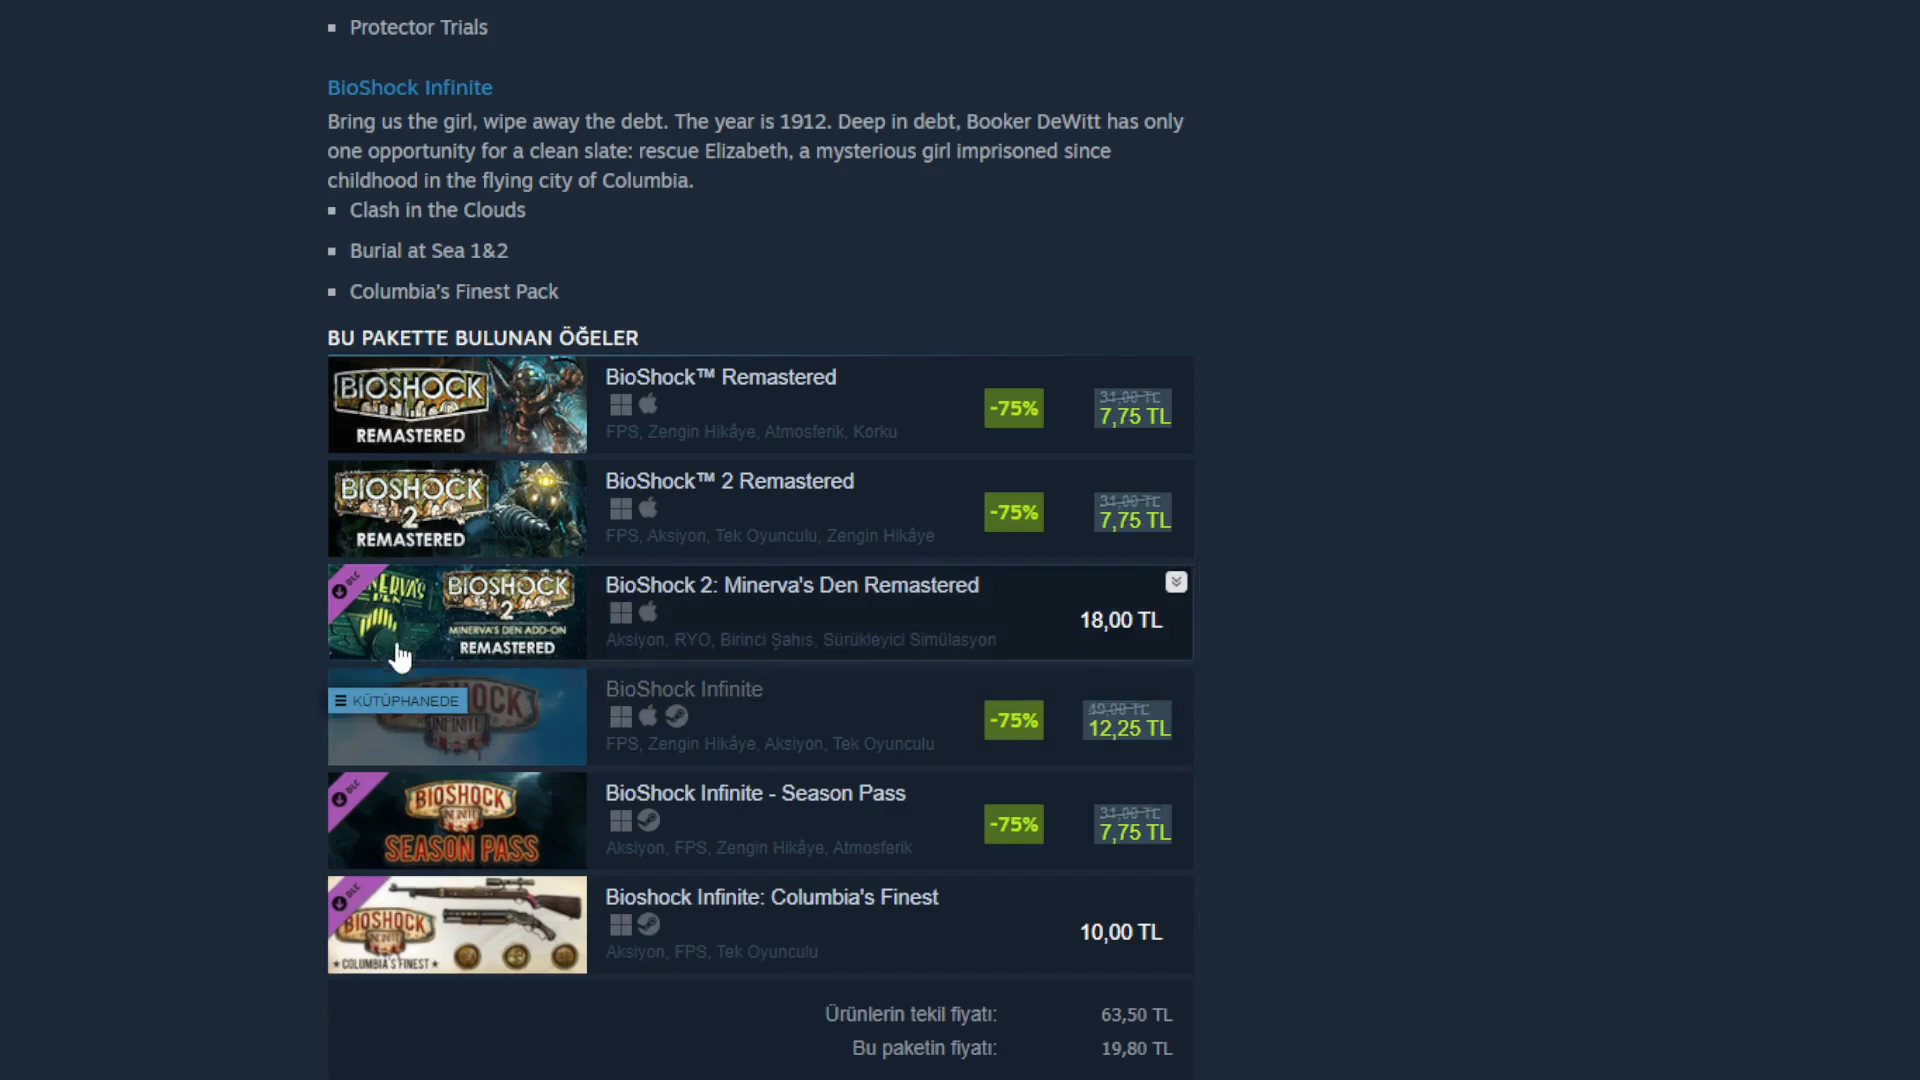 Protector Trials
BioShock Infinite
Bring us the girl, wipe away the debt. The year is 1912. Deep in debt, Booker DeWitt has only
one opportunity for a clean slate: rescue Elizabeth, a mysterious girl imprisoned since
childhood in the flying city of Columbia.
Clash in the Clouds
Burial at Sea 1&2
Columbia's Finest Pack
BU PAKETTE BULUNAN ÖĞELER
BIOSHOCK
REMASTERED
BioShock™ Remastered
FPS, Zengin Hikâye, Atmosferik, Korku
-75%
31,00 TL
7,75 TL
BIOSHOCK
2
REMASTERED
BioShock™ 2 Remastered
FPS, Aksiyon, Tek Oyunculu, Zengin Hikâye
-75%
31,00 TL
7,75 TL
DLC
MINERVA'S
DEN
BIOSHOCK
2
MINERVA'S DEN ADD-ON
REMASTERED
BioShock 2: Minerva's Den Remastered
Aksiyon, RYO, Birinci Şahıs, Sürükleyici Simülasyon
18,00 TL
KÜTÜPHANEDE
BIOSHOCK
INFINITE
BioShock Infinite
FPS, Zengin Hikâye, Aksiyon, Tek Oyunculu
-75%
49,00 TL
12,25 TL
DLC
BIOSHOCK
INFINITE
SEASON PASS
BioShock Infinite - Season Pass
Aksiyon, FPS, Zengin Hikâye, Atmosferik
-75%
31,00 TL
7,75 TL
DLC
BIOSHOCK
INFINITE
★ COLUMBIA'S FINEST ★
Bioshock Infinite: Columbia's Finest
Aksiyon, FPS, Tek Oyunculu
10,00 TL
Ürünlerin tekil fiyatı: 63,50 TL
Bu paketin fiyatı: 19,80 TL